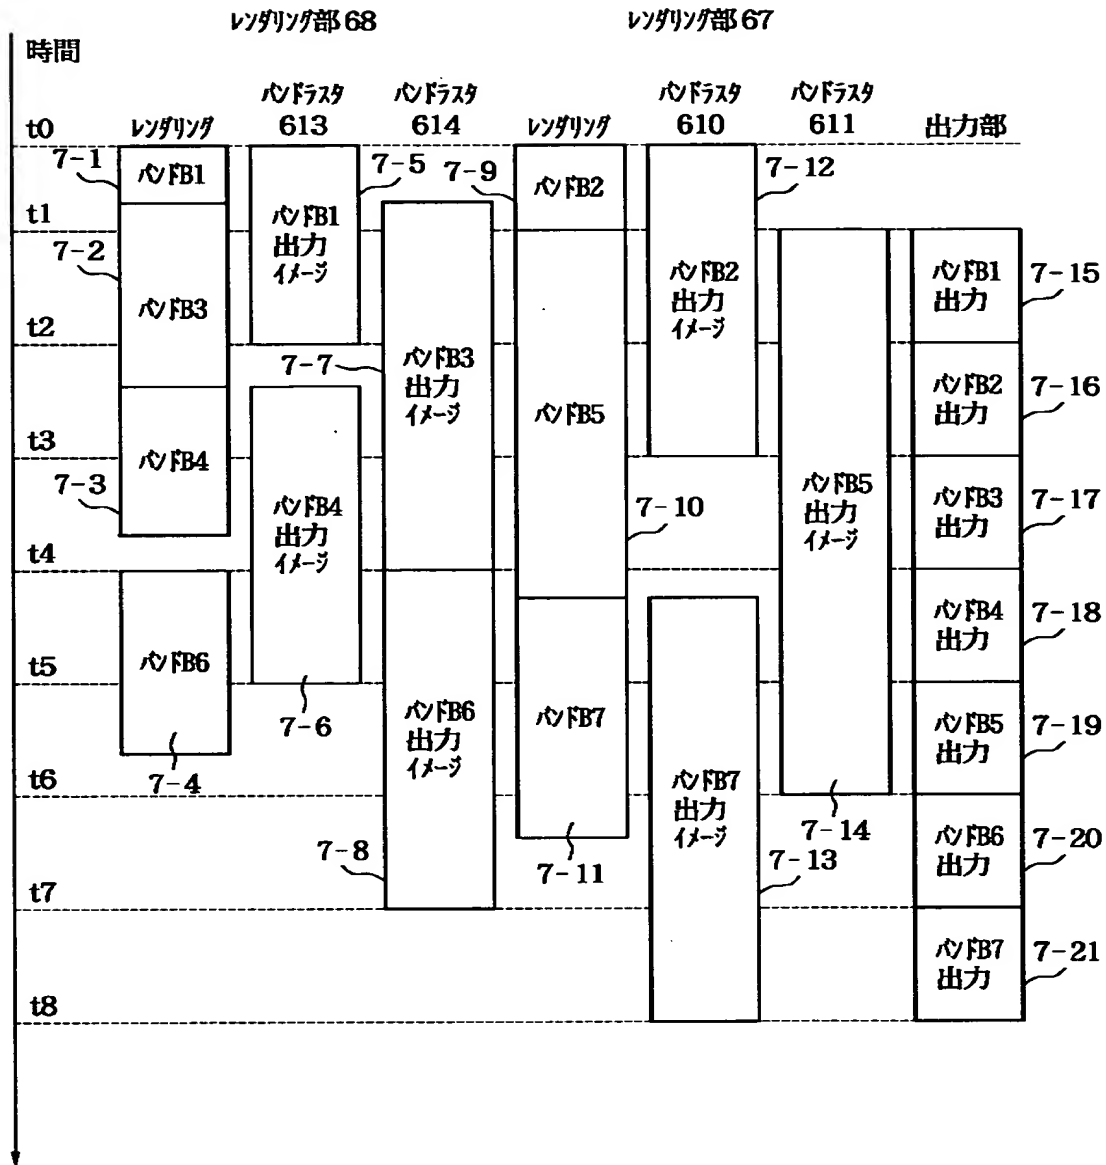 レンダリング部68
レンダリング部67
時間
バンドラスタ
613
バンドラスタ
614
バンドラスタ
610
バンドラスタ
611
t0
レンダリング
レンダリング
出力部
7-1
バンドB1
7-5
7-9
バンドB2
7-12
t1
7-2
バンドB1
出力
イメージ
バンドB2
出力
イメージ
バンドB1
出力
7-15
バンドB3
t2
7-7
バンドB3
出力
イメージ
バンドB5
バンドB2
出力
7-16
t3
バンドB4
7-3
バンドB4
出力
イメージ
7-10
バンドB5
出力
イメージ
バンドB3
出力
7-17
t4
バンドB4
出力
7-18
t5
バンドB6
7-6
7-4
バンドB6
出力
イメージ
バンドB7
バンドB5
出力
7-19
t6
バンドB7
出力
イメージ
7-14
7-8
7-11
7-13
バンドB6
出力
7-20
t7
バンドB7
出力
7-21
t8